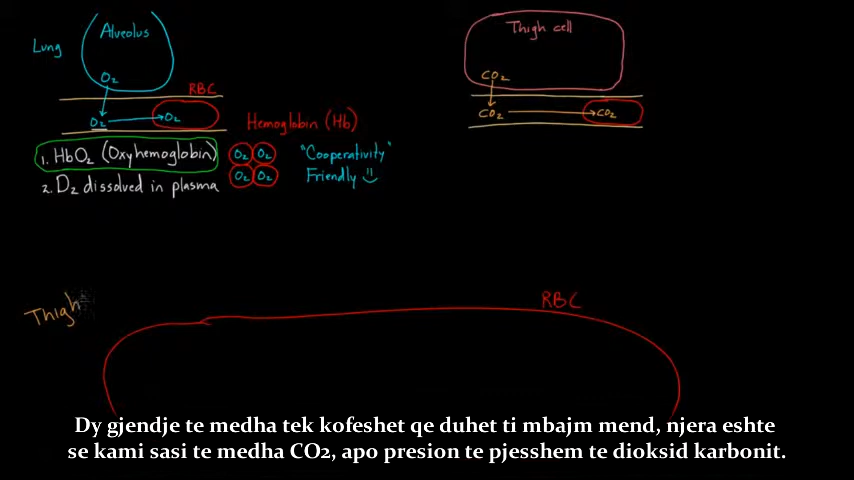 Alveolus
Lung
O2
RBC
O2
O2
Hemoglobin (Hb)
1. HbO2 (Oxyhemoglobin)
2. O2 dissolved in plasma
O2 O2
O2 O2
"Cooperativity"
Friendly
Thigh cell
CO2
CO2
CO2
RBC
Thigh
Dy gjendje te medha tek kofeshet qe duhet ti mbajm mend, njera eshte
se kami sasi te medha CO2, apo presion te pjesshem te dioksid karbonit.